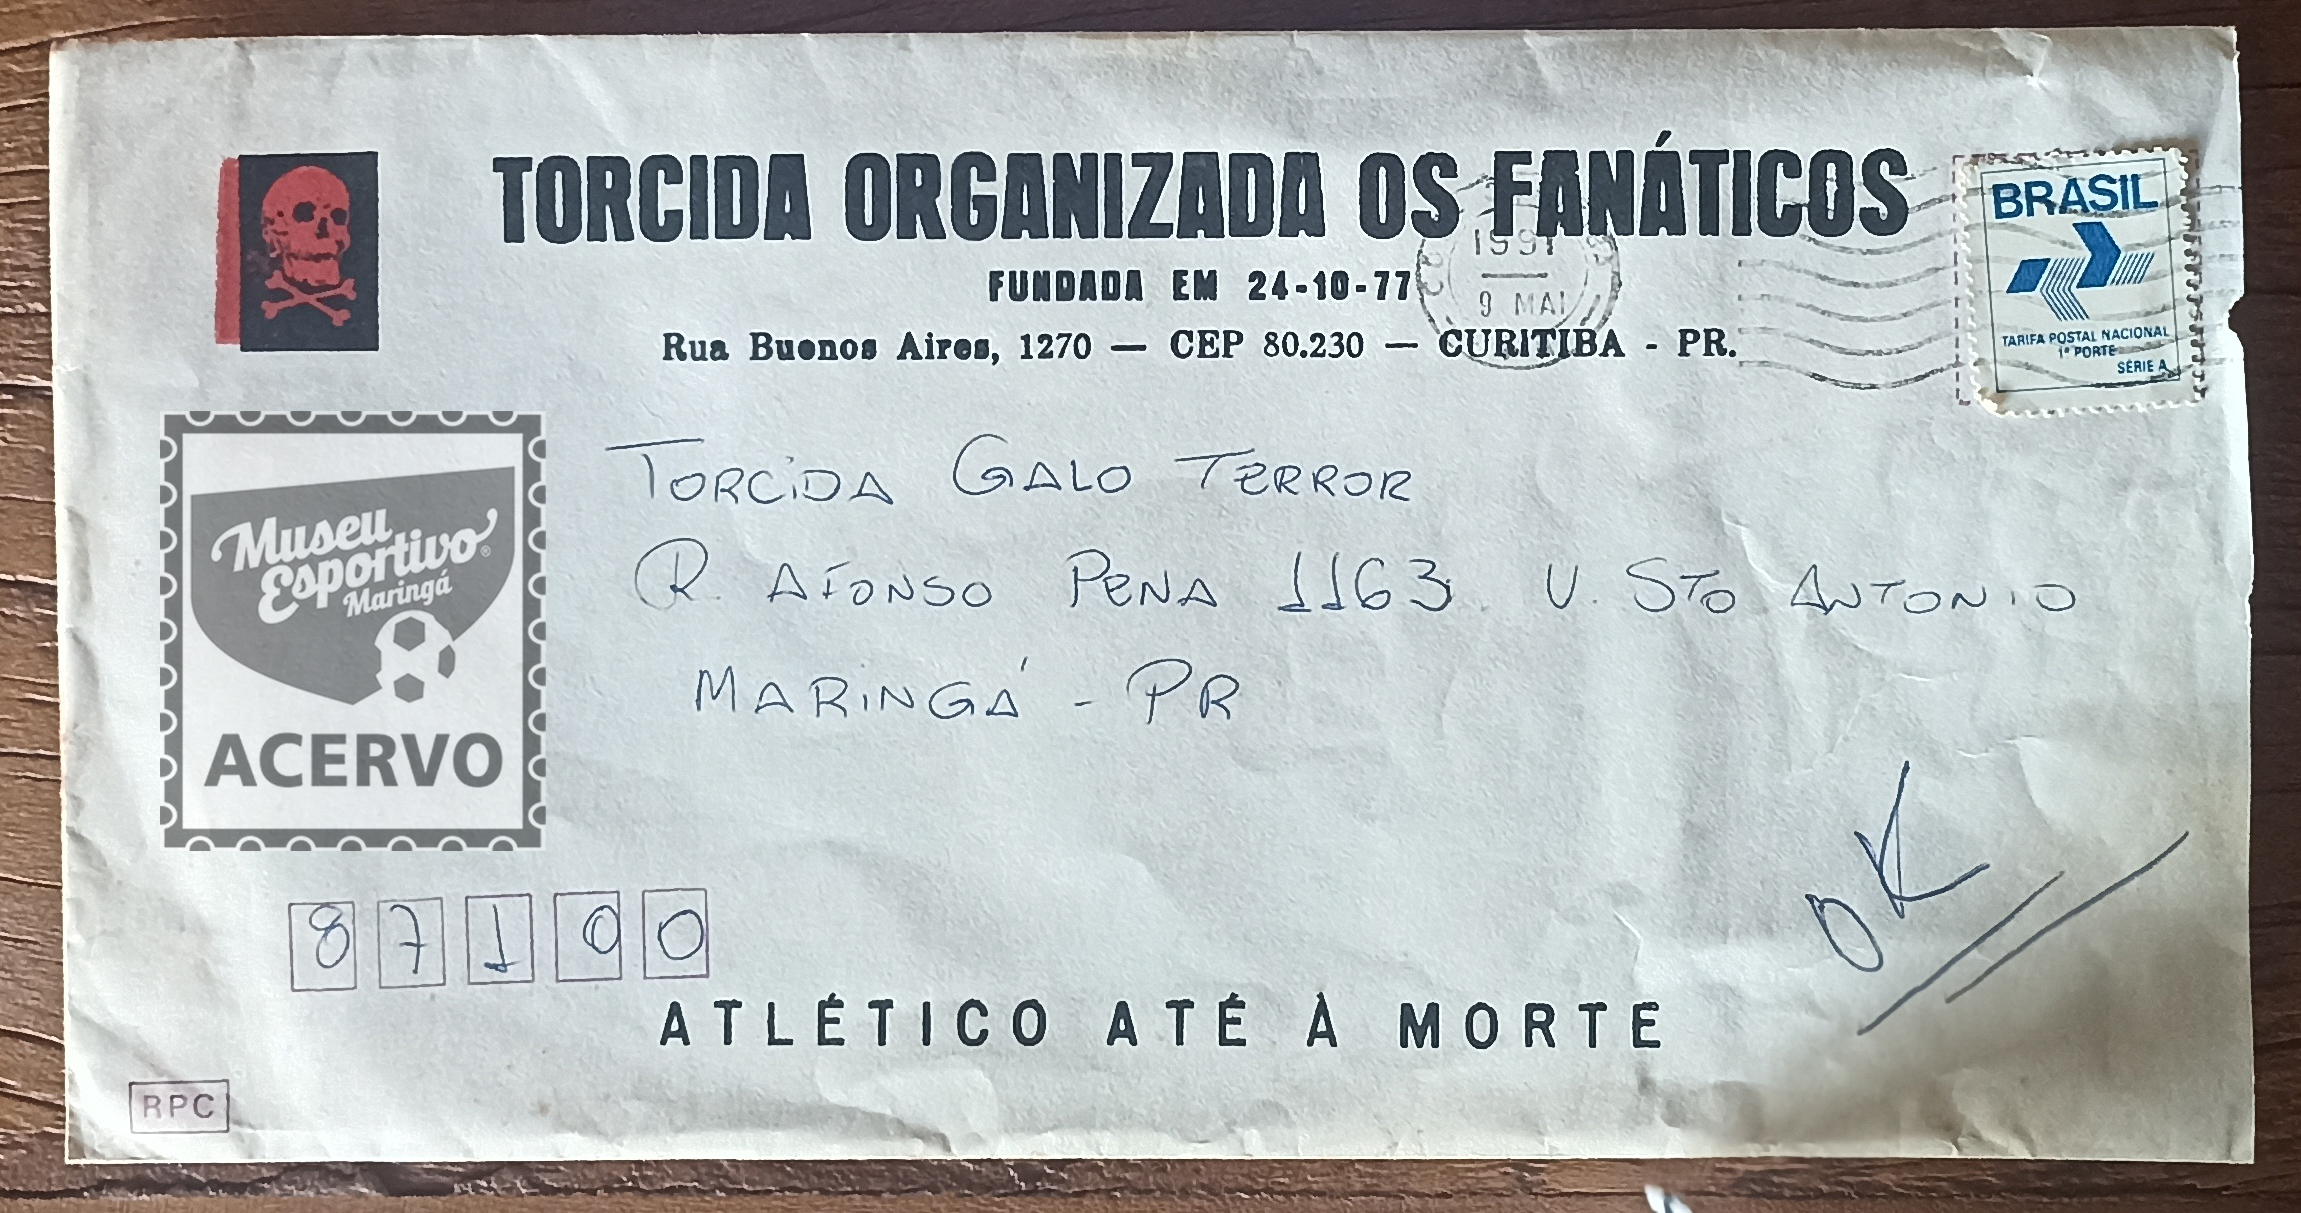 TORCIDA ORGANIZADA OS FANÁTICOS
FUNDADA EM 24-10-77
Rua Buenos Aires, 1270 — CEP 80.230 — CURITIBA - PR.
1991
9 MAI
BRASIL
TARIFA POSTAL NACIONAL
1º PORTE
SÉRIE A
TORCIDA GALO TERROR
R. AFONSO PENA 1163 V. STO ANTONIO
MARINGÁ - PR
Museu
Esportivo®
Maringá
ACERVO
OK
87100
ATLÉTICO ATÉ À MORTE
RPC